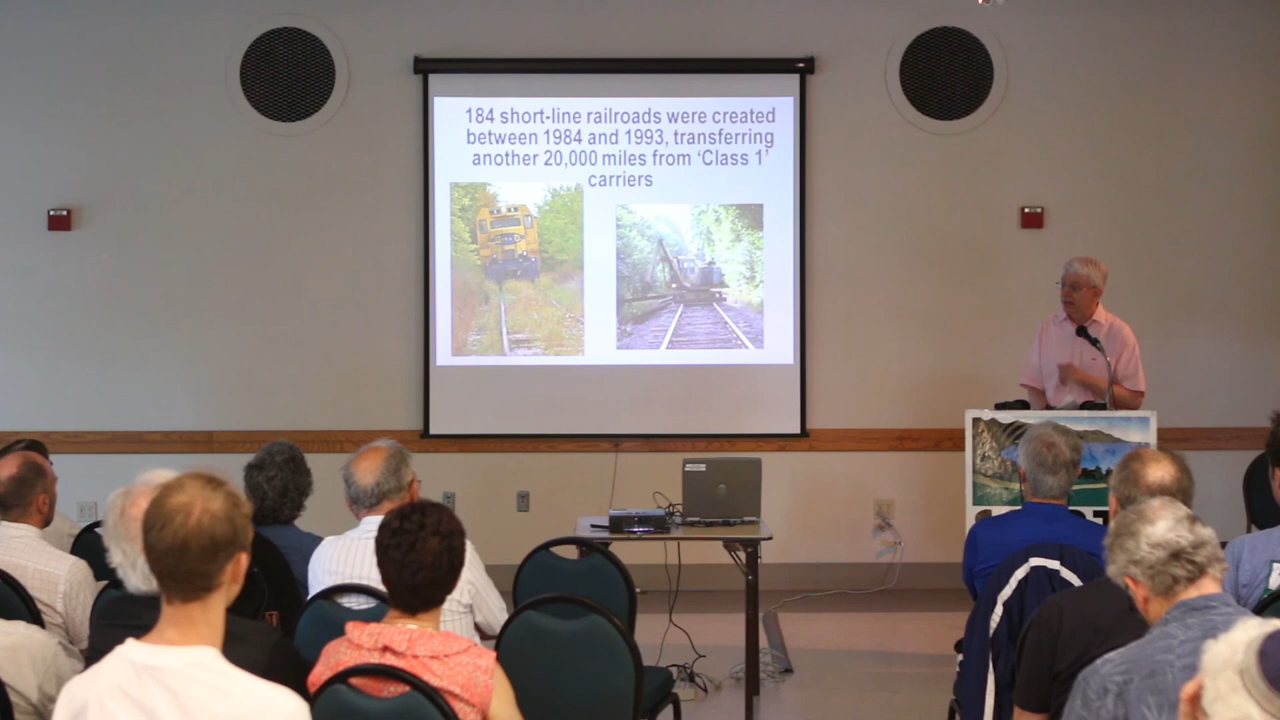 184 short-line railroads were created
between 1984 and 1993, transferring
another 20,000 miles from ‘Class 1’
carriers